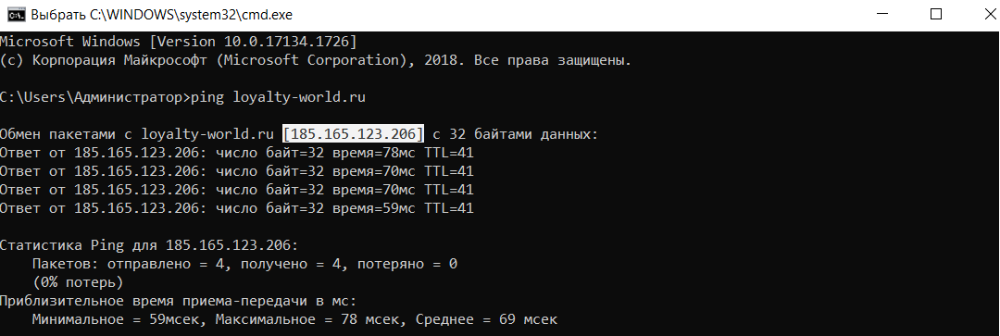 Выбрать C:\WINDOWS\system32\cmd.exe
Microsoft Windows [Version 10.0.17134.1726]
(c) Корпорация Майкрософт (Microsoft Corporation), 2018. Все права защищены.
C:\Users\Администратор>ping loyalty-world.ru
Обмен пакетами с loyalty-world.ru [185.165.123.206] с 32 байтами данных:
Ответ от 185.165.123.206: число байт=32 время=78мс TTL=41
Ответ от 185.165.123.206: число байт=32 время=70мс TTL=41
Ответ от 185.165.123.206: число байт=32 время=70мс TTL=41
Ответ от 185.165.123.206: число байт=32 время=59мс TTL=41
Статистика Ping для 185.165.123.206:
Пакетов: отправлено = 4, получено = 4, потеряно = 0
(0% потерь)
Приблизительное время приема-передачи в мс:
Минимальное = 59мсек, Максимальное = 78 мсек, Среднее = 69 мсек